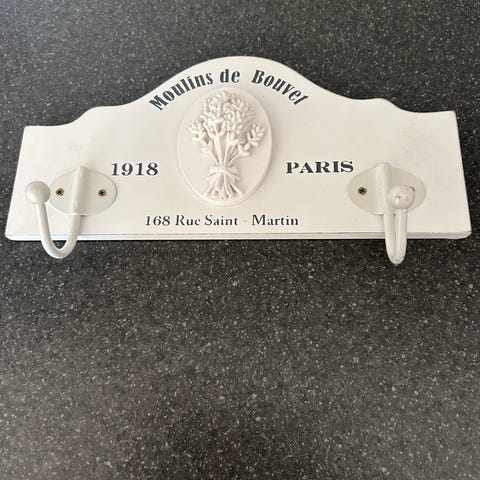 Moulins de Bouvet
1918 PARIS
168 Rue Saint - Martin